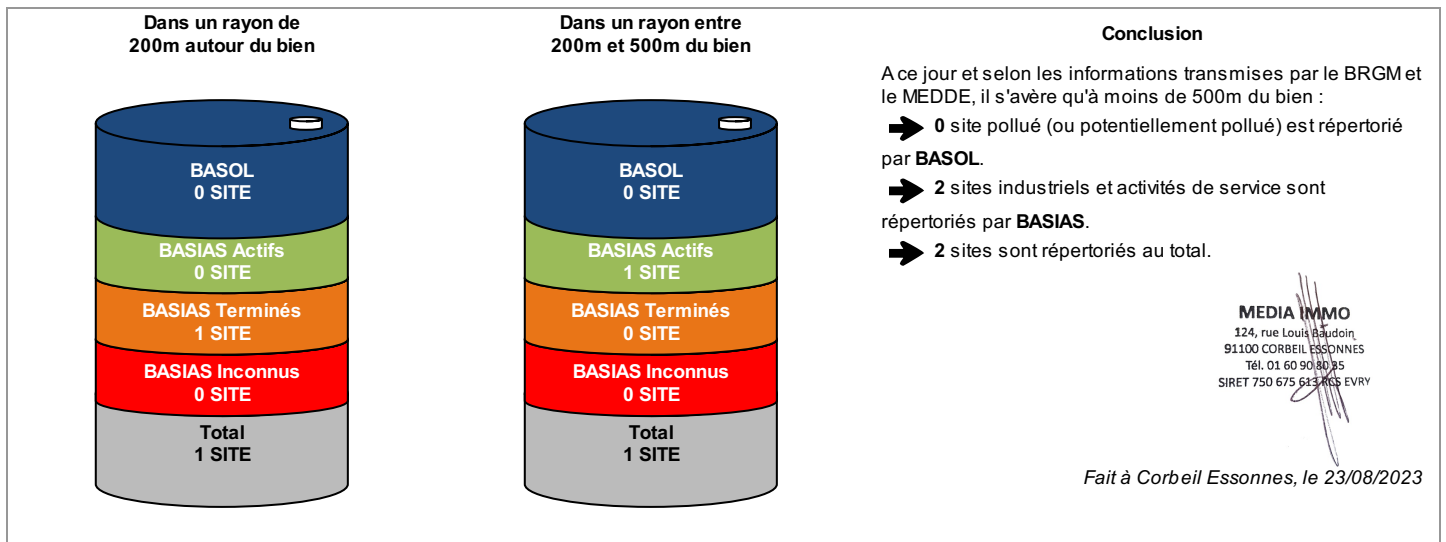 Dans un rayon de
200m autour du bien
BASOL
0 SITE
BASIAS Actifs
0 SITE
BASIAS Terminés
1 SITE
BASIAS Inconnus
0 SITE
Total
1 SITE
Dans un rayon entre
200m et 500m du bien
BASOL
0 SITE
BASIAS Actifs
1 SITE
BASIAS Terminés
0 SITE
BASIAS Inconnus
0 SITE
Total
1 SITE
Conclusion
A ce jour et selon les informations transmises par le BRGM et
le MEDDE, il s'avère qu'à moins de 500m du bien :
0 site pollué (ou potentiellement pollué) est répertorié
par BASOL.
2 sites industriels et activités de service sont
répertoriés par BASIAS.
2 sites sont répertoriés au total.
MEDIA IMMO
124, rue Louis Baudoin
91100 CORBEIL ESSONNES
Tél. 01 60 90 80 85
SIRET 750 675 613 RCS EVRY
Fait à Corbeil Essonnes, le 23/08/2023